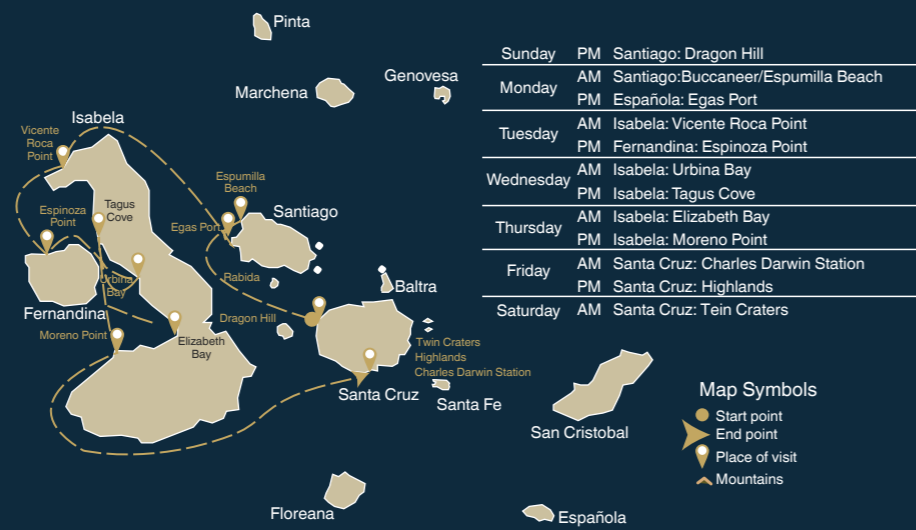 Pinta
Genovesa
Marchena
Isabela
Vicente
Roca
Point
Espumilla
Beach
Tagus
Cove
Espinoza
Point
Santiago
Egas Port
Rabida
Urbina
Bay
Baltra
Fernandina
Dragon Hill
Moreno Point
Elizabeth
Bay
Twin Craters
Highlands
Charles Darwin Station
Santa Cruz
Santa Fe
San Cristobal
Floreana
Española
Sunday PM Santiago: Dragon Hill
Monday AM Santiago:Buccaneer/Espumilla Beach
PM Española: Egas Port
Tuesday AM Isabela: Vicente Roca Point
PM Fernandina: Espinoza Point
Wednesday AM Isabela: Urbina Bay
PM Isabela: Tagus Cove
Thursday AM Isabela: Elizabeth Bay
PM Isabela: Moreno Point
Friday AM Santa Cruz: Charles Darwin Station
PM Santa Cruz: Highlands
Saturday AM Santa Cruz: Tein Craters
Map Symbols
Start point
End point
Place of visit
Mountains